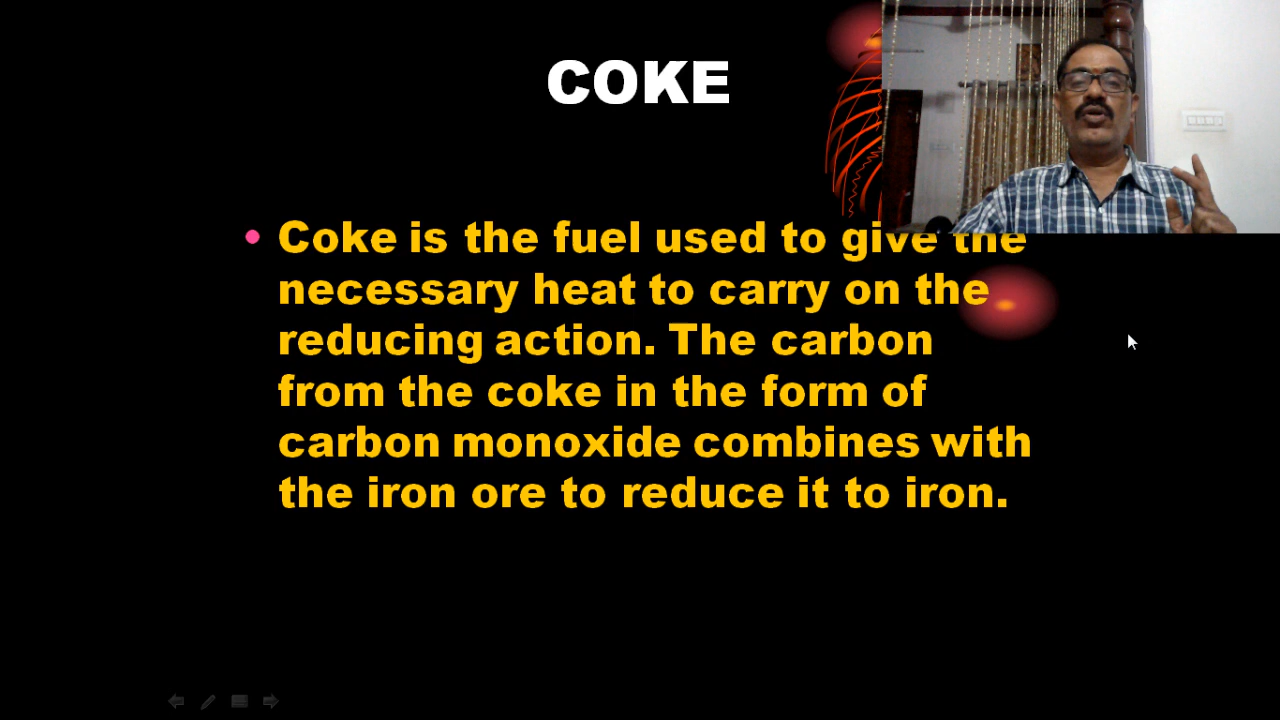 COKE
• Coke is the fuel used to give the
necessary heat to carry on the
reducing action. The carbon
from the coke in the form of
carbon monoxide combines with
the iron ore to reduce it to iron.